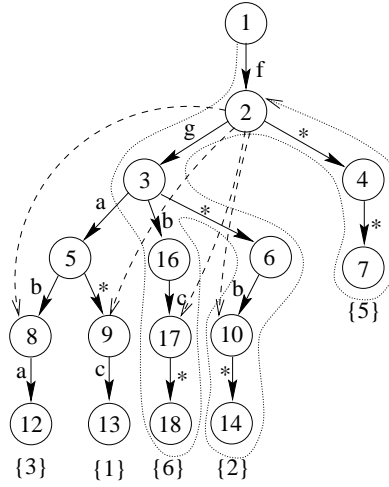 1
f
2
g *
3 4
a b * *
5 16 6 7
b * c b {5}
8 9 17 10
a c * *
12 13 18 14
{3} {1} {6} {2}